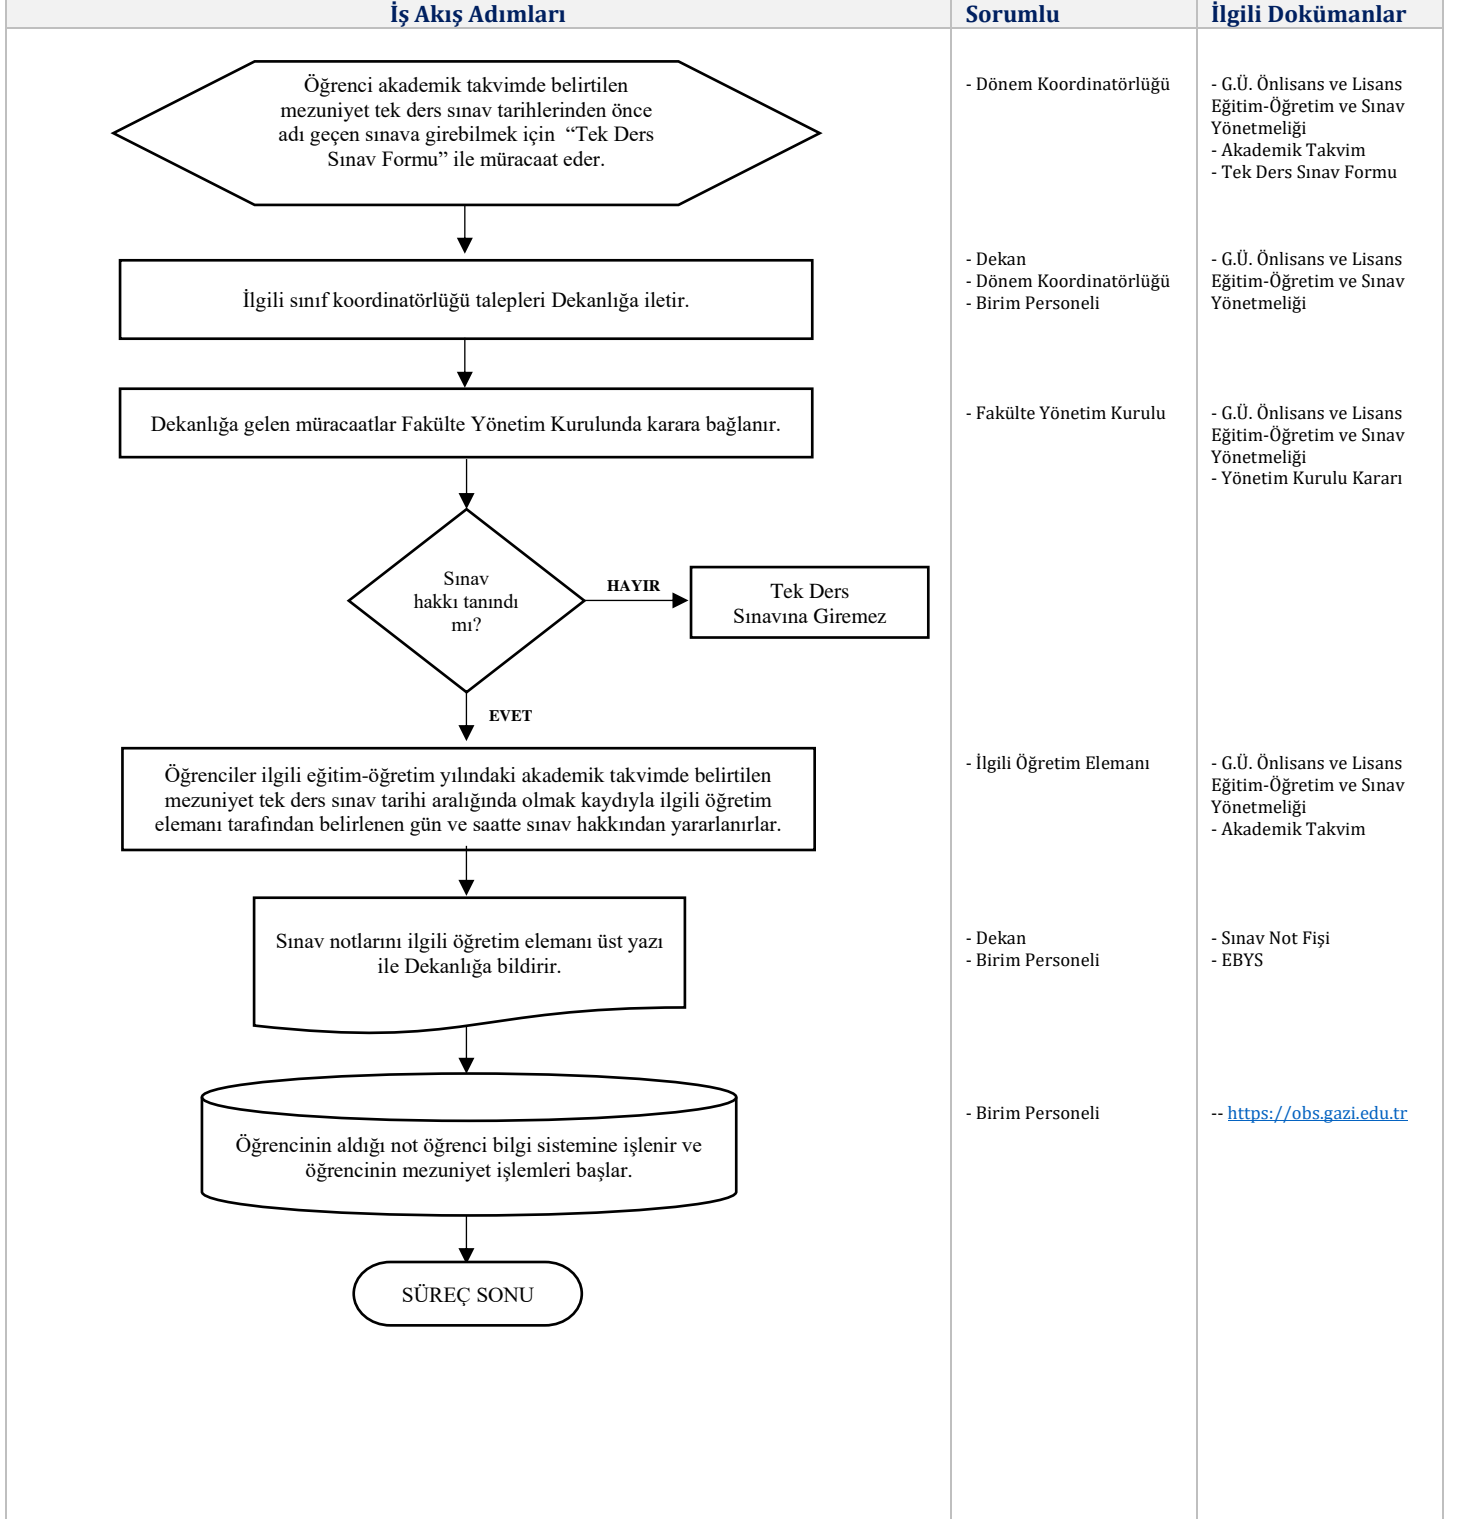 İş Akış Adımları
Sorumlu
İlgili Dokümanlar
Öğrenci akademik takvimde belirtilen
mezuniyet tek ders sınav tarihlerinden önce
adı geçen sınava girebilmek için “Tek Ders
Sınav Formu” ile müracaat eder.
- Dönem Koordinatörlüğü
- G.Ü. Önlisans ve Lisans
Eğitim-Öğretim ve Sınav
Yönetmeliği
- Akademik Takvim
- Tek Ders Sınav Formu
İlgili sınıf koordinatörlüğü talepleri Dekanlığa iletir.
- Dekan
- Dönem Koordinatörlüğü
- Birim Personeli
- G.Ü. Önlisans ve Lisans
Eğitim-Öğretim ve Sınav
Yönetmeliği
Dekanlığa gelen müracaatlar Fakülte Yönetim Kurulunda karara bağlanır.
- Fakülte Yönetim Kurulu
- G.Ü. Önlisans ve Lisans
Eğitim-Öğretim ve Sınav
Yönetmeliği
- Yönetim Kurulu Kararı
Sınav
hakkı tanındı
mı?
HAYIR
Tek Ders
Sınavına Giremez
EVET
Öğrenciler ilgili eğitim-öğretim yılındaki akademik takvimde belirtilen
mezuniyet tek ders sınav tarihi aralığında olmak kaydıyla ilgili öğretim
elemanı tarafından belirlenen gün ve saatte sınav hakkından yararlanırlar.
- İlgili Öğretim Elemanı
- G.Ü. Önlisans ve Lisans
Eğitim-Öğretim ve Sınav
Yönetmeliği
- Akademik Takvim
Sınav notlarını ilgili öğretim elemanı üst yazı
ile Dekanlığa bildirir.
- Dekan
- Birim Personeli
- Sınav Not Fişi
- EBYS
Öğrencinin aldığı not öğrenci bilgi sistemine işlenir ve
öğrencinin mezuniyet işlemleri başlar.
- Birim Personeli
-- https://obs.gazi.edu.tr
SÜREÇ SONU